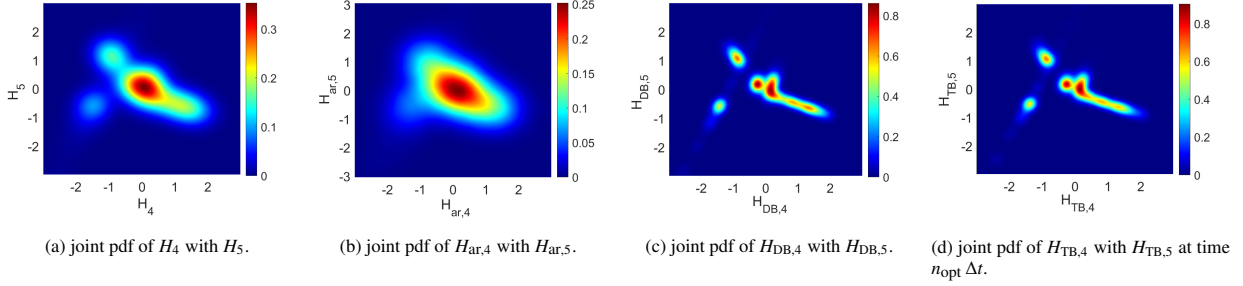 2
1
0
-1
-2
H5
-2 -1 0 1 2
H4
0.3
0.2
0.1
0
3
2
1
0
-1
-2
-3
Har,5
-2 -1 0 1 2
Har,4
0.25
0.2
0.15
0.1
0.05
0
2
1
0
-1
-2
HDB,5
-2 -1 0 1 2
HDB,4
0.8
0.6
0.4
0.2
0
2
1
0
-1
-2
HTB,5
-2 -1 0 1 2
HTB,4
0.8
0.6
0.4
0.2
0
(a) joint pdf of H4 with H5.
(b) joint pdf of Har,4 with Har,5.
(c) joint pdf of HDB,4 with HDB,5.
(d) joint pdf of HTB,4 with HTB,5 at time
nopt Δt.